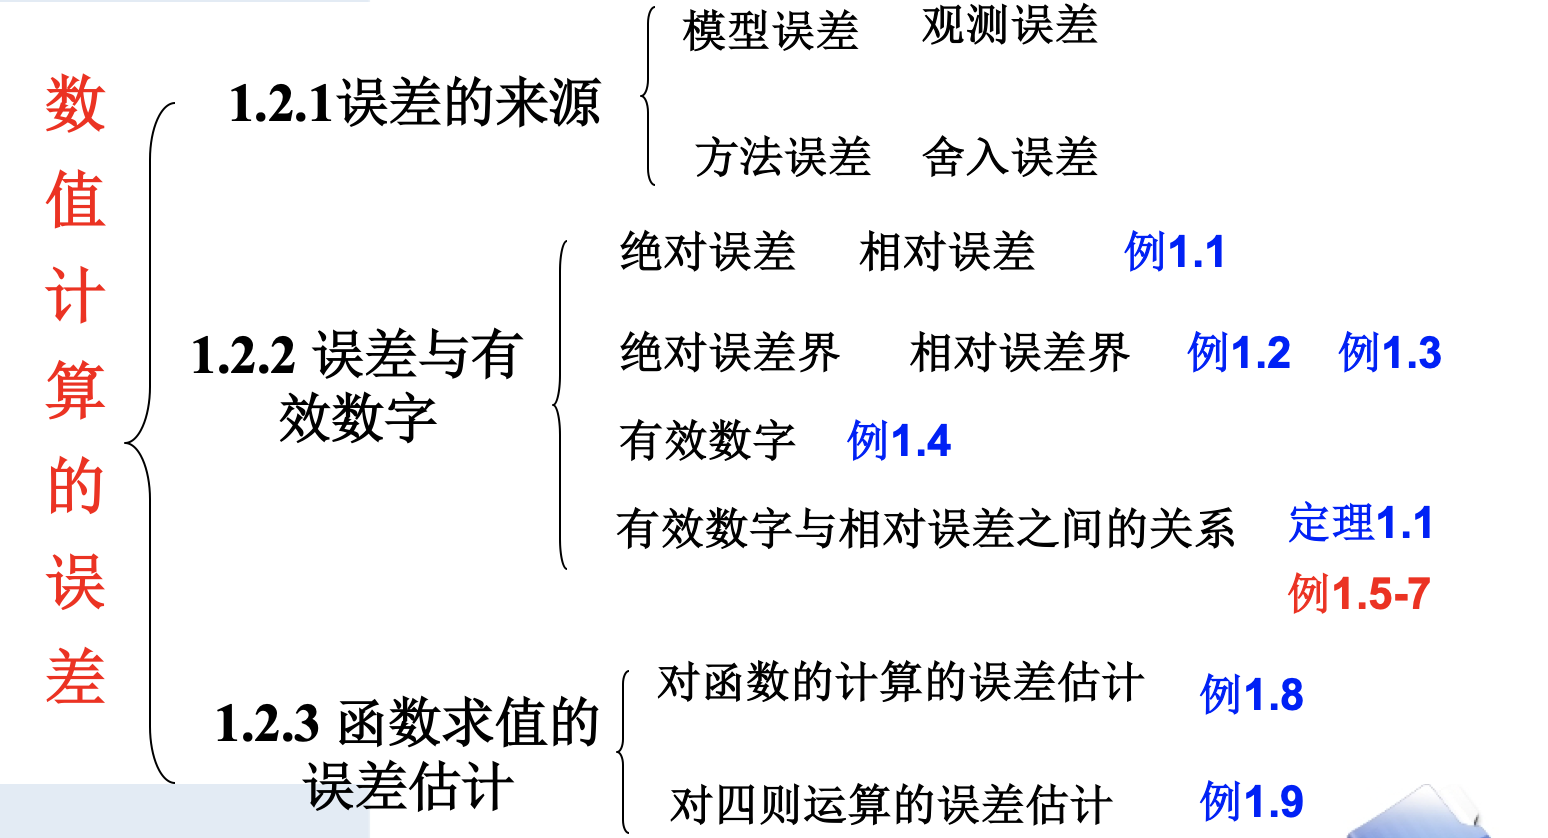 数值计算的误差
1.2.1误差的来源
模型误差 观测误差
方法误差 舍入误差
1.2.2 误差与有
效数字
绝对误差 相对误差 例1.1
绝对误差界 相对误差界 例1.2 例1.3
有效数字 例1.4
有效数字与相对误差之间的关系 定理1.1
例1.5-7
1.2.3 函数求值的
误差估计
对函数的计算的误差估计 例1.8
对四则运算的误差估计 例1.9